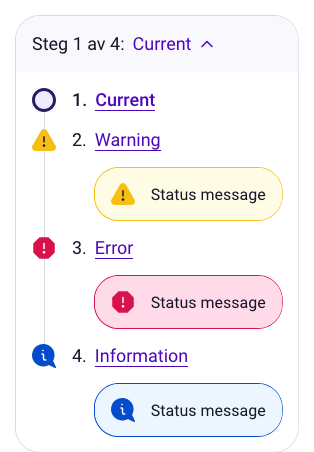 Steg 1 av 4: Current
1. Current
2. Warning
Status message
3. Error
Status message
4. Information
Status message